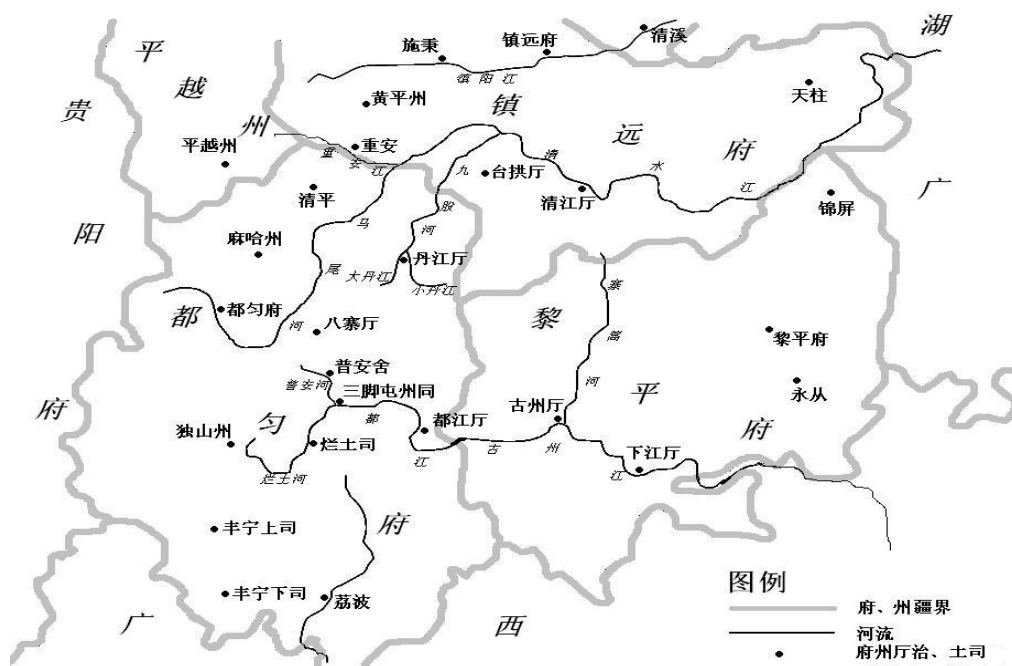 湖广
贵阳府
平越州
镇远府
都匀府
黎平府
广西
施秉
镇远府
清溪
镇阳江
黄平州
天柱
平越州
重安
重安江
清平
台拱厅
清江厅
清水江
九股河
锦屏
麻哈州
马尾河
丹江厅
大丹江
小丹江
都匀府
八寨厅
寨蒿河
黎平府
普安舍
普安河
三脚屯州同
永从
独山州
烂土司
烂土河
都江厅
都江
古州厅
古州江
下江厅
丰宁上司
丰宁下司
荔波
图例
府、州疆界
河流
府州厅治、土司